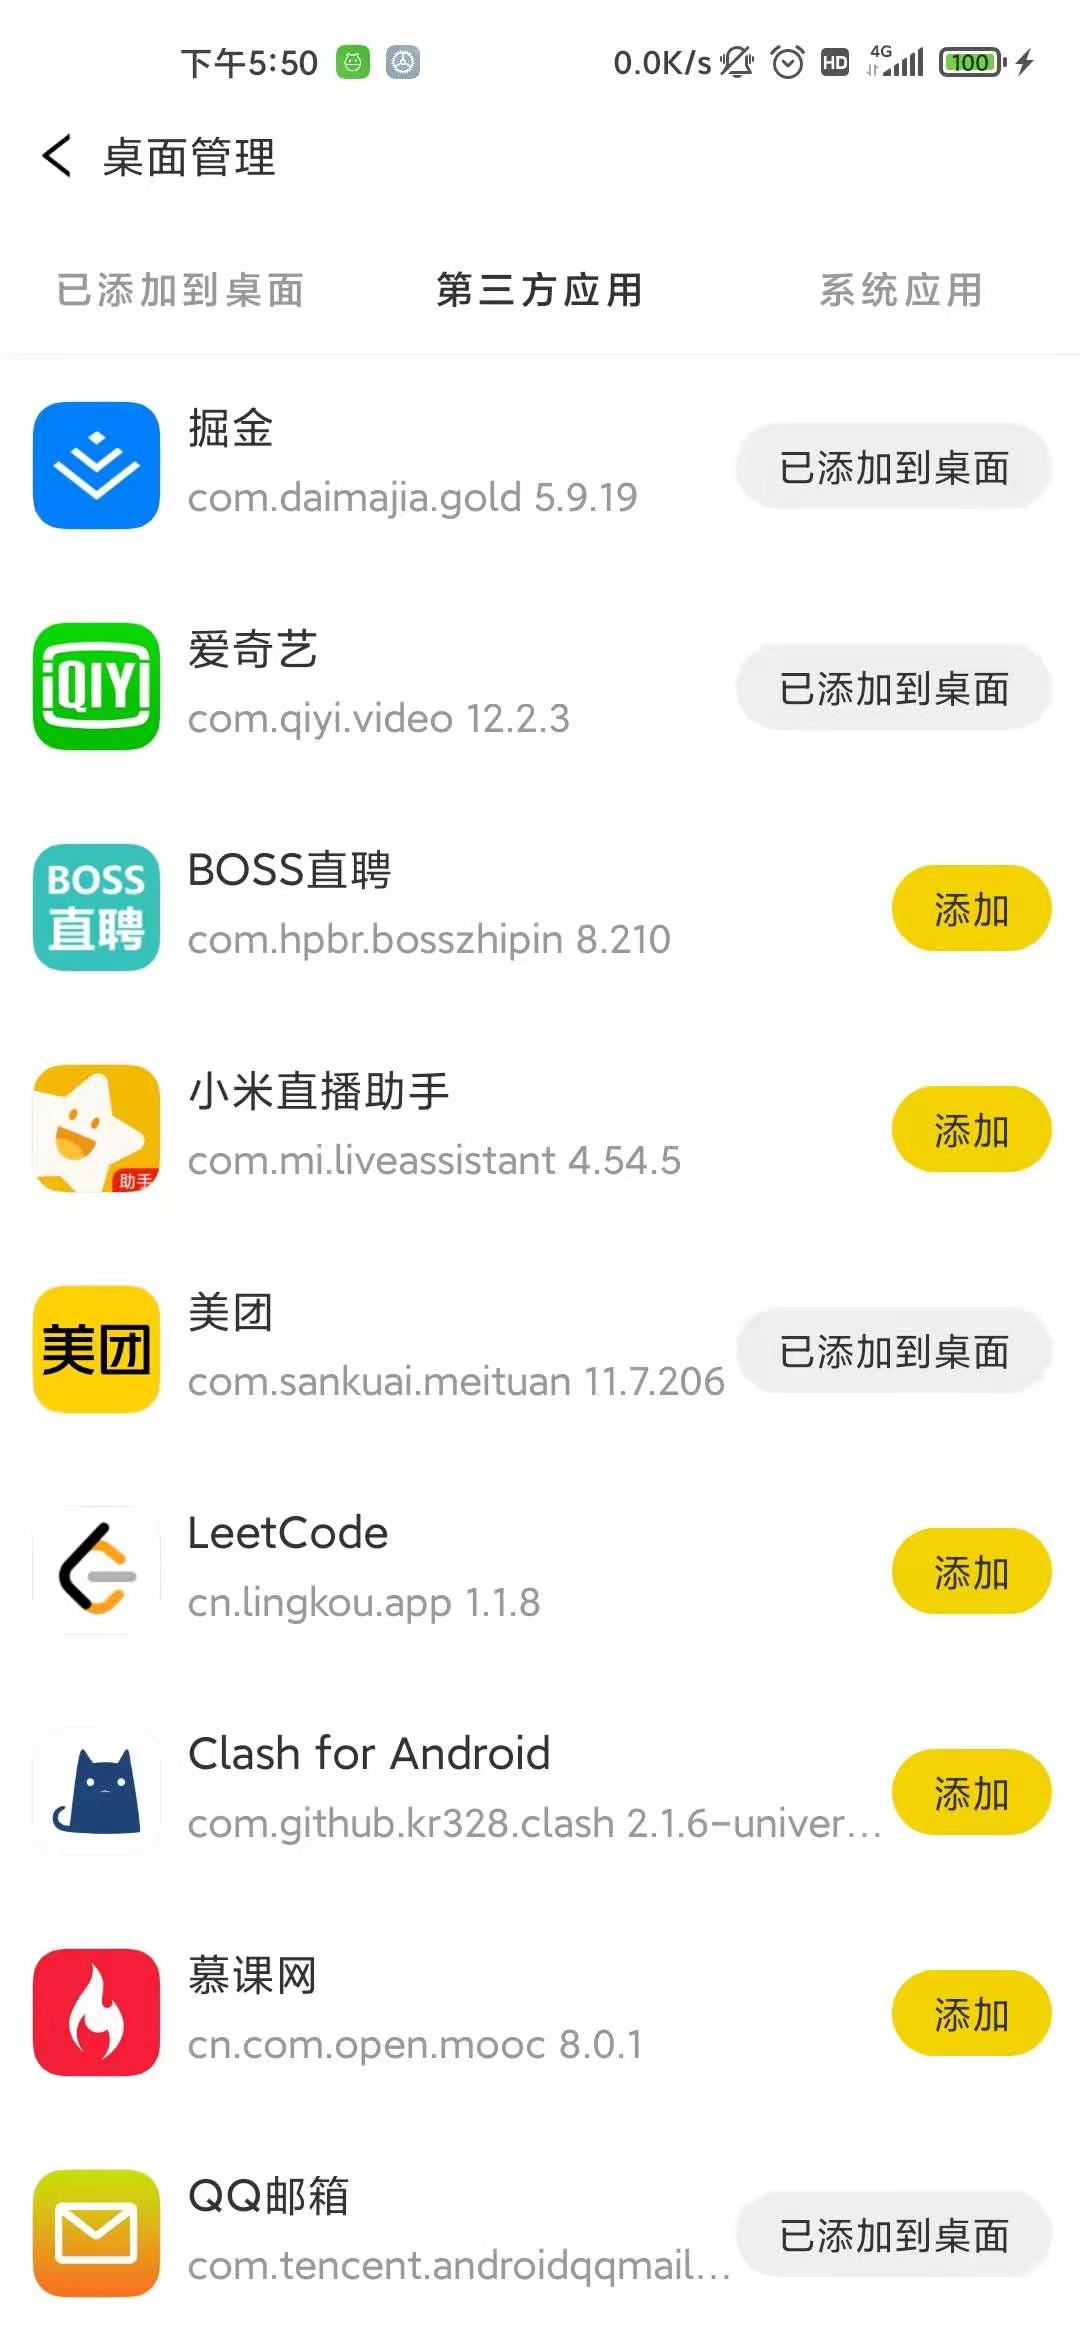 下午5:50 0.0K/s HD 4G 100
桌面管理
已添加到桌面 第三方应用 系统应用
掘金
com.daimajia.gold 5.9.19
已添加到桌面
iQIYI
爱奇艺
com.qiyi.video 12.2.3
已添加到桌面
BOSS
直聘
BOSS直聘
com.hpbr.bosszhipin 8.210
添加
助手
小米直播助手
com.mi.liveassistant 4.54.5
添加
美团
美团
com.sankuai.meituan 11.7.206
已添加到桌面
LeetCode
cn.lingkou.app 1.1.8
添加
Clash for Android
com.github.kr328.clash 2.1.6-univer...
添加
慕课网
cn.com.open.mooc 8.0.1
添加
QQ邮箱
com.tencent.androidqqmail...
已添加到桌面